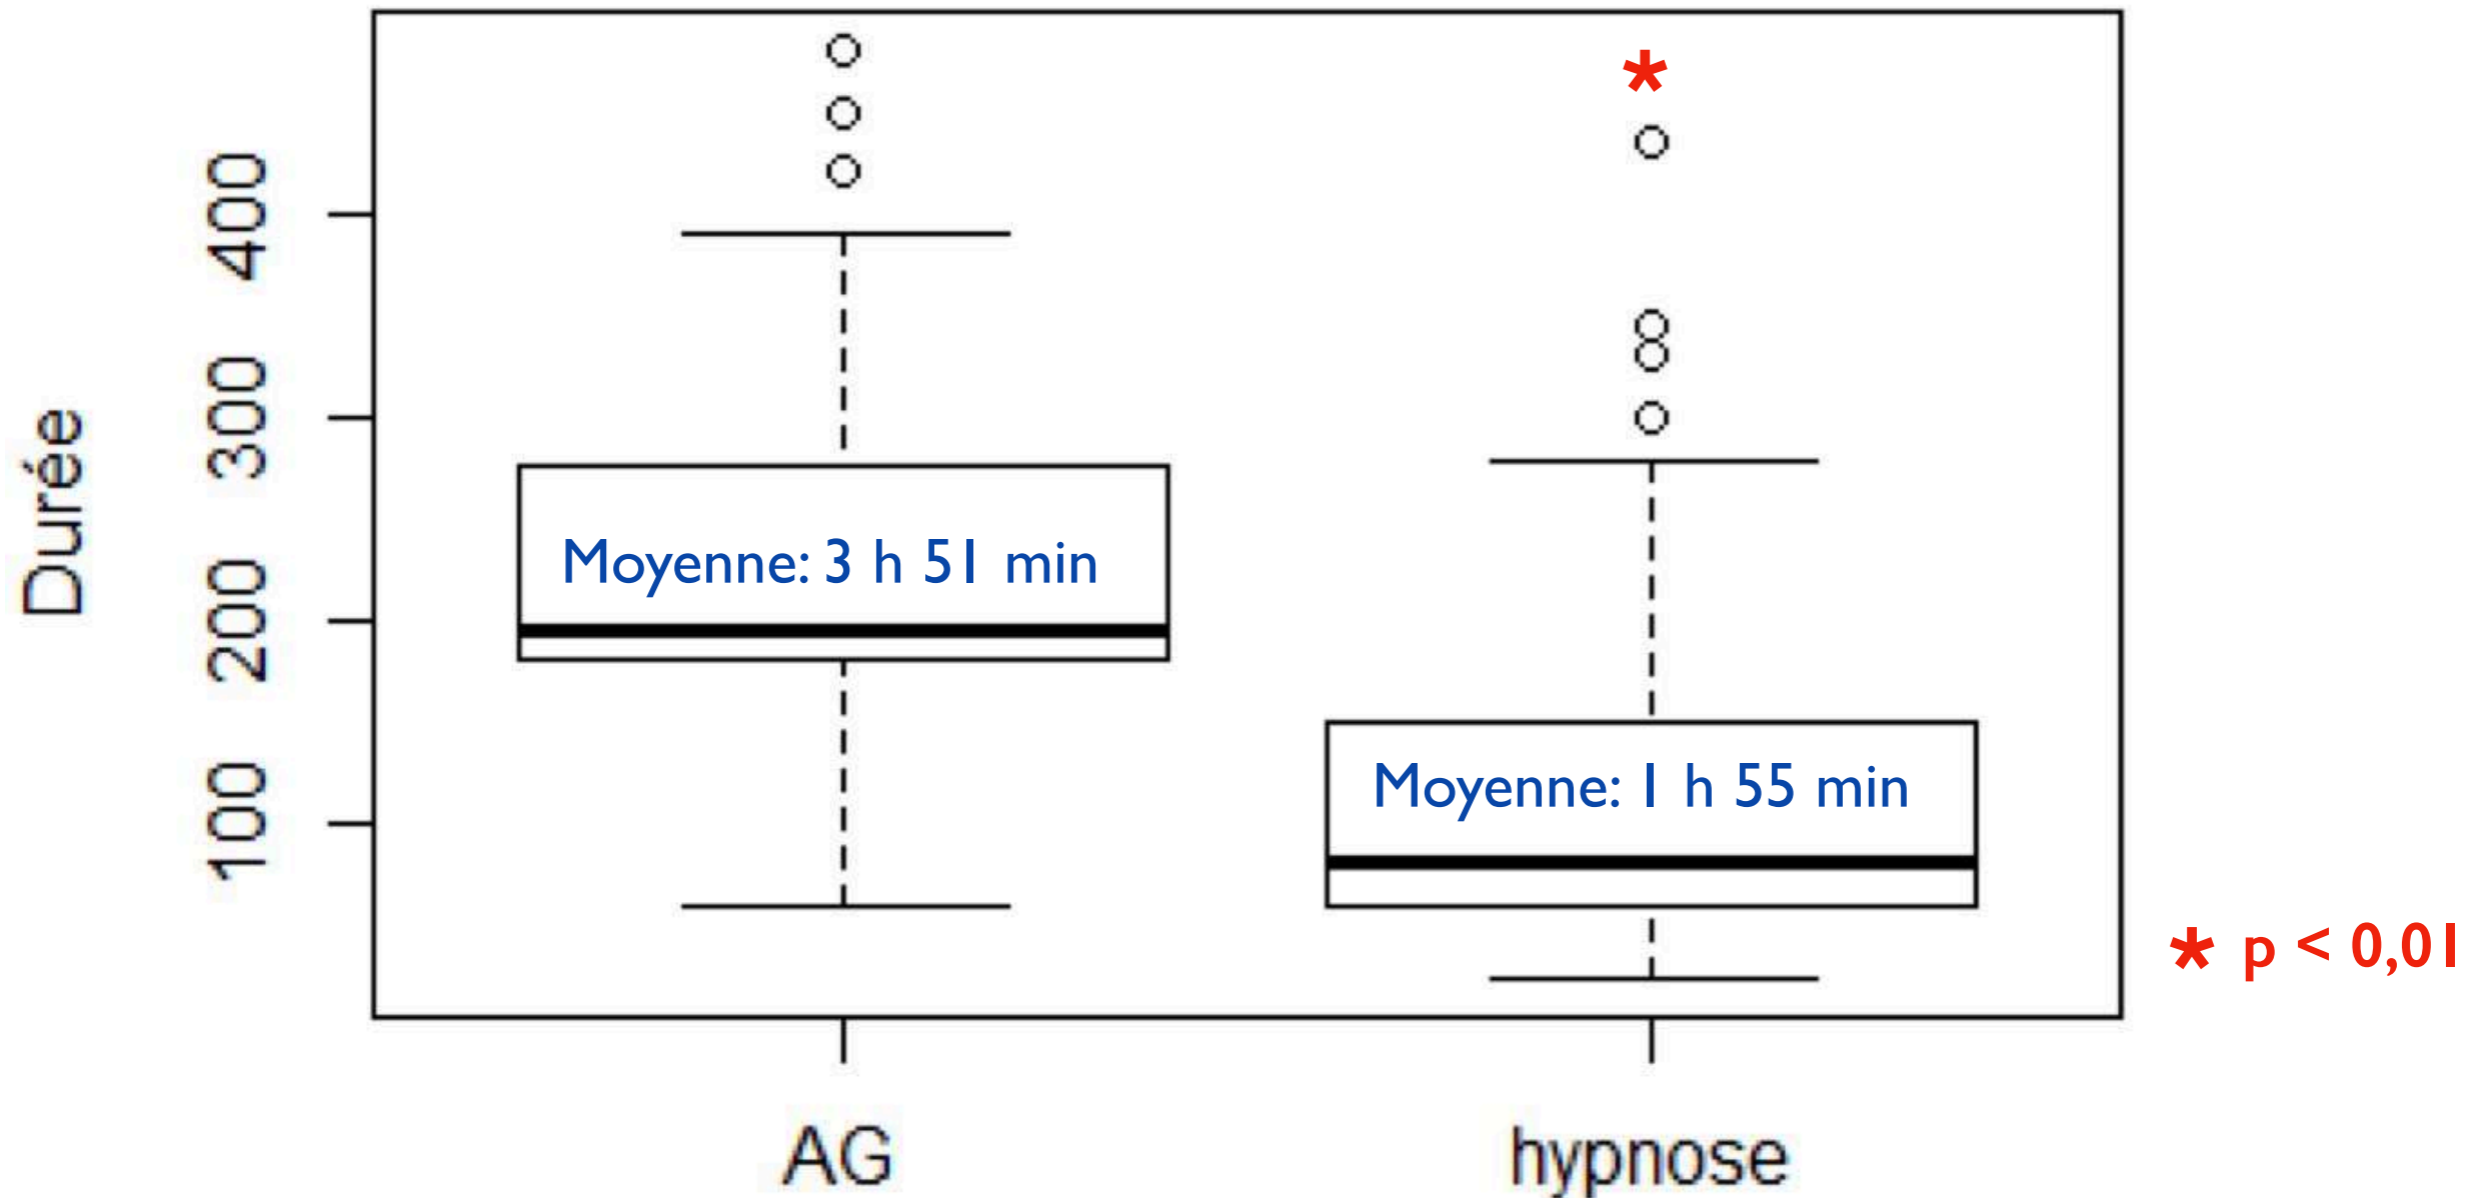 *
400
300
200
100
Durée
Moyenne: 3 h 51 min
Moyenne: 1 h 55 min
* p < 0,01
AG
hypnose